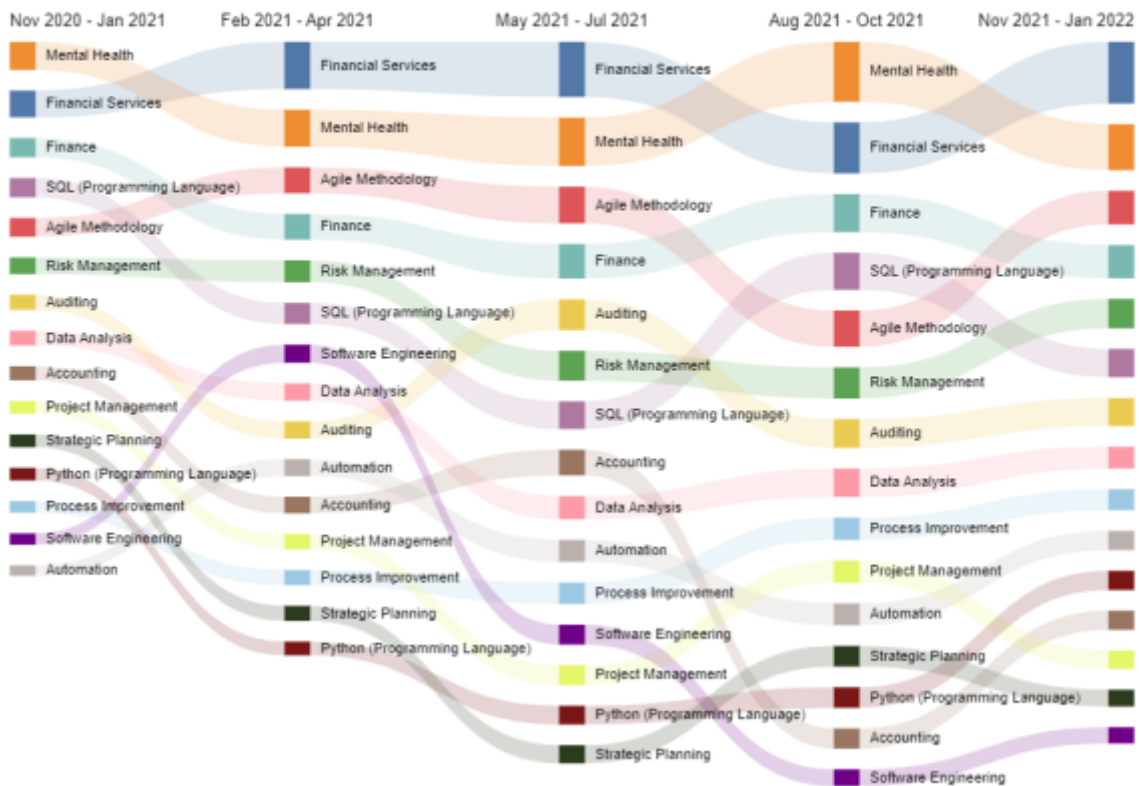 Nov 2020 - Jan 2021
Feb 2021 - Apr 2021
May 2021 - Jul 2021
Aug 2021 - Oct 2021
Nov 2021 - Jan 2022
Mental Health
Financial Services
Finance
SQL (Programming Language)
Agile Methodology
Risk Management
Auditing
Data Analysis
Accounting
Project Management
Strategic Planning
Python (Programming Language)
Process Improvement
Software Engineering
Automation
Financial Services
Mental Health
Agile Methodology
Finance
Risk Management
SQL (Programming Language)
Software Engineering
Data Analysis
Auditing
Automation
Accounting
Project Management
Process Improvement
Strategic Planning
Python (Programming Language)
Financial Services
Mental Health
Agile Methodology
Finance
Auditing
Risk Management
SQL (Programming Language)
Accounting
Data Analysis
Automation
Process Improvement
Software Engineering
Project Management
Python (Programming Language)
Strategic Planning
Mental Health
Financial Services
Finance
SQL (Programming Language)
Agile Methodology
Risk Management
Auditing
Data Analysis
Process Improvement
Project Management
Automation
Strategic Planning
Python (Programming Language)
Accounting
Software Engineering